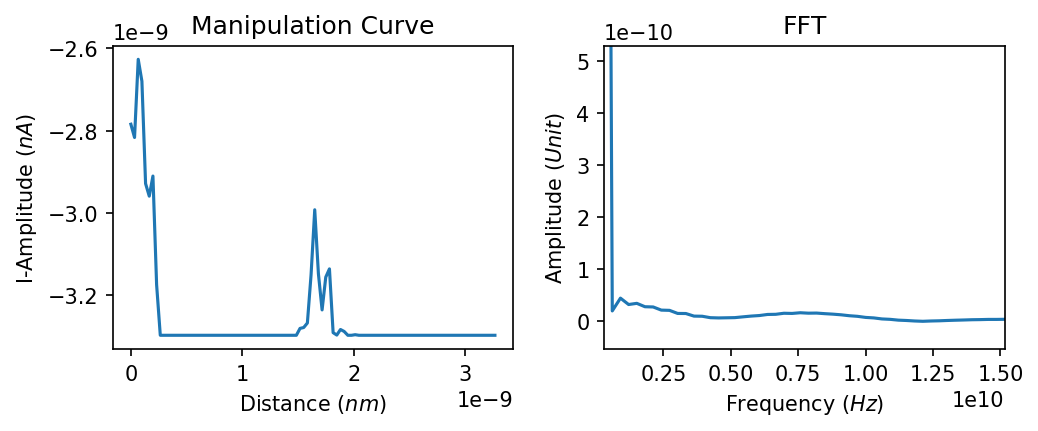 Manipulation Curve
1e−9
−2.6
−2.8
−3.0
−3.2
I-Amplitude (nA)
0
1
2
3
1e−9
Distance (nm)
FFT
1e−10
5
4
3
2
1
0
Amplitude (Unit)
0.25
0.50
0.75
1.00
1.25
1.50
1e10
Frequency (Hz)